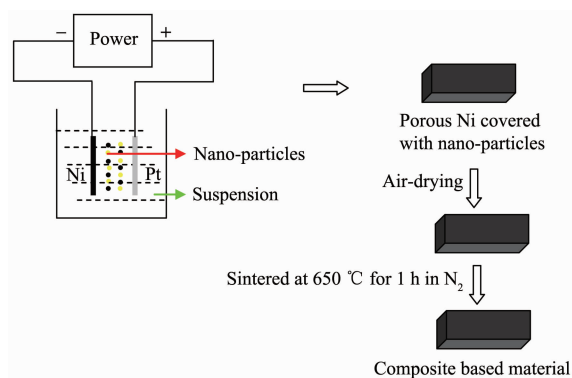 − Power +
Ni
Pt
Nano-particles
Suspension
Porous Ni covered
with nano-particles
Air-drying
Sintered at 650 ℃ for 1 h in N₂
Composite based material